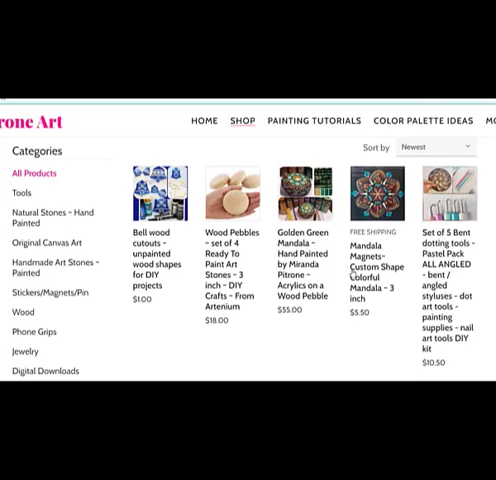 rone Art
HOME SHOP PAINTING TUTORIALS COLOR PALETTE IDEAS MO
Categories
Sort by Newest
All Products
Tools
Natural Stones - Hand
Painted
Original Canvas Art
Handmade Art Stones -
Painted
Stickers/Magnets/Pin
Wood
Phone Grips
Jewelry
Digital Downloads
Bell wood
cutouts -
unpainted
wood shapes
for DIY
projects
$1.00
Wood Pebbles
- set of 4
Ready To
Paint Art
Stones - 3
inch - DIY
Crafts - From
Artenium
$18.00
Golden Green
Mandala -
Hand Painted
by Miranda
Pitrone -
Acrylics on a
Wood Pebble
$55.00
FREE SHIPPING
Mandala
Magnets-
Custom Shape
Colorful
Mandala - 3
inch
$5.50
Set of 5 Bent
dotting tools -
Pastel Pack
ALL ANGLED
- bent /
angled
styluses - dot
art tools -
painting
supplies - nail
art tools DIY
kit
$10.50